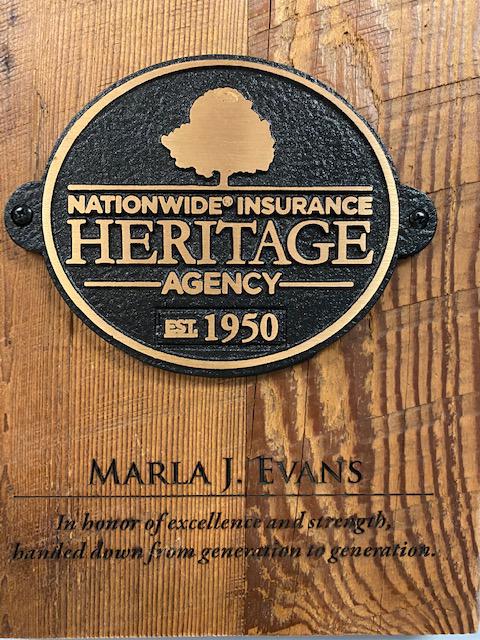 NATIONWIDE® INSURANCE
HERITAGE
AGENCY
EST. 1950
MARLA J. EVANS
In honor of excellence and strength,
handed down from generation to generation.